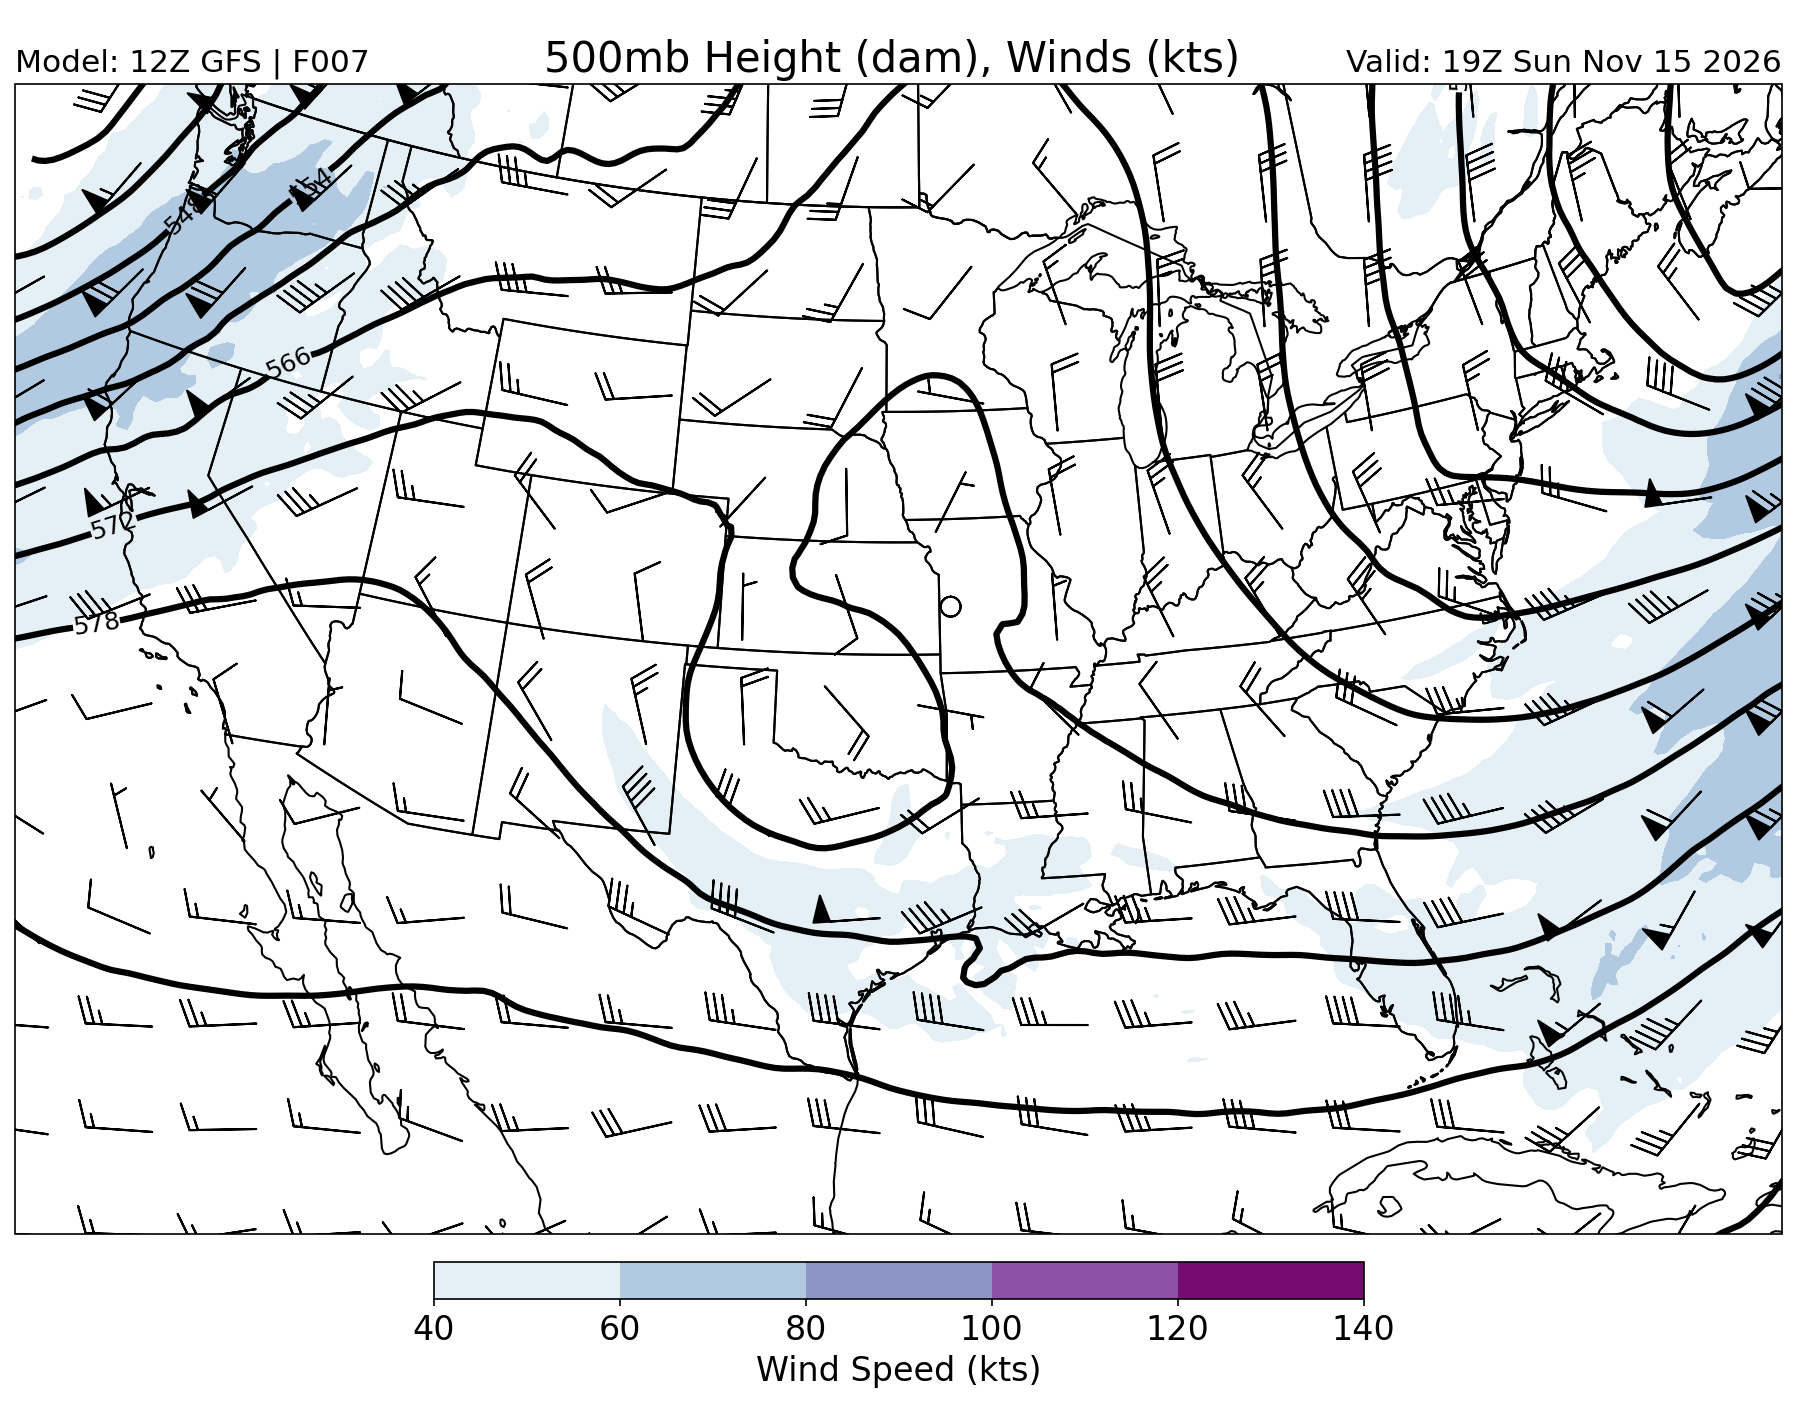 Model: 12Z GFS | F007
500mb Height (dam), Winds (kts)
Valid: 19Z Sun Nov 15 2026
566
572
578
40 60 80 100 120 140
Wind Speed (kts)